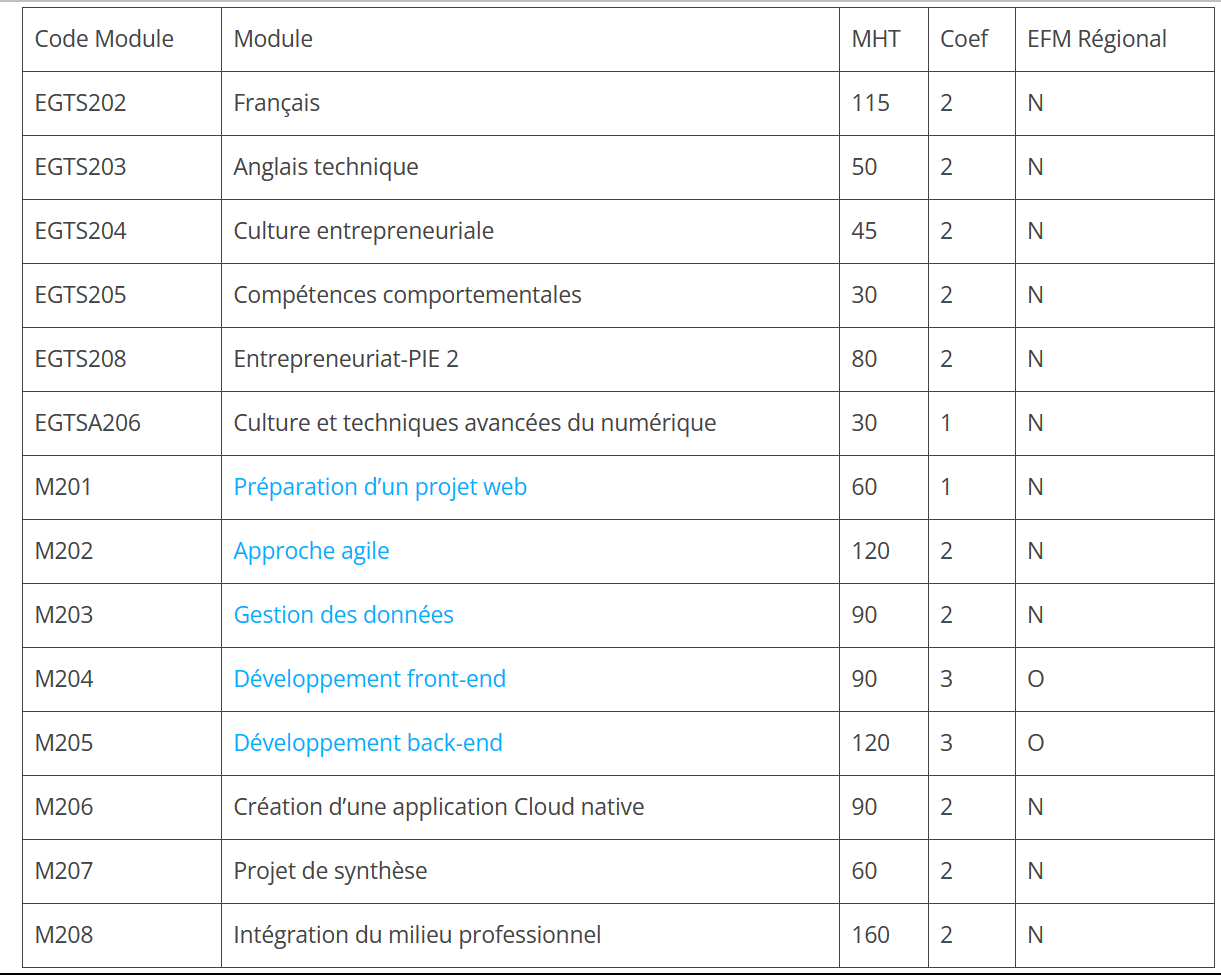 Code Module Module MHT Coef EFM Régional
EGTS202 Français 115 2 N
EGTS203 Anglais technique 50 2 N
EGTS204 Culture entrepreneuriale 45 2 N
EGTS205 Compétences comportementales 30 2 N
EGTS208 Entrepreneuriat-PIE 2 80 2 N
EGTSA206 Culture et techniques avancées du numérique 30 1 N
M201 Préparation d’un projet web 60 1 N
M202 Approche agile 120 2 N
M203 Gestion des données 90 2 N
M204 Développement front-end 90 3 O
M205 Développement back-end 120 3 O
M206 Création d’une application Cloud native 90 2 N
M207 Projet de synthèse 60 2 N
M208 Intégration du milieu professionnel 160 2 N